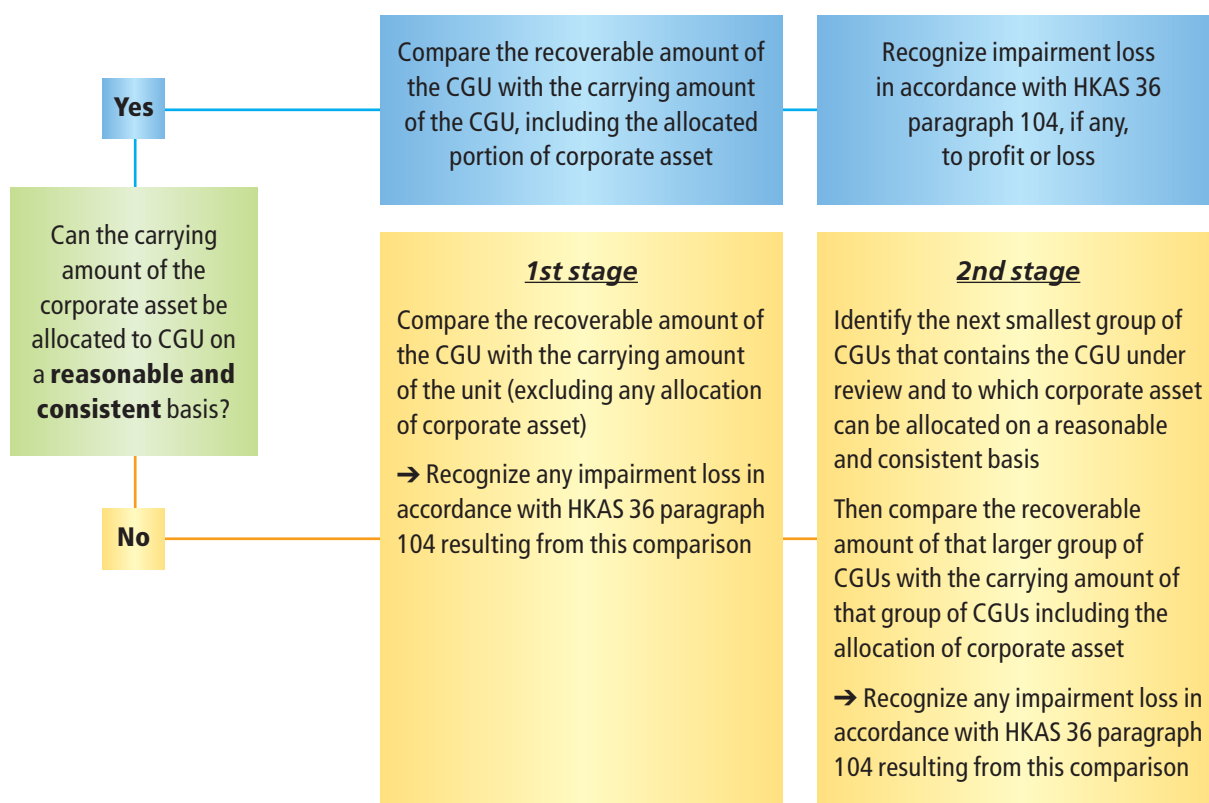 Yes
Compare the recoverable amount of
the CGU with the carrying amount
of the CGU, including the allocated
portion of corporate asset
Recognize impairment loss
in accordance with HKAS 36
paragraph 104, if any,
to profit or loss
Can the carrying
amount of the
corporate asset be
allocated to CGU on
a reasonable and
consistent basis?
No
1st stage
Compare the recoverable amount of
the CGU with the carrying amount
of the unit (excluding any allocation
of corporate asset)
➔ Recognize any impairment loss in
accordance with HKAS 36 paragraph
104 resulting from this comparison
2nd stage
Identify the next smallest group of
CGUs that contains the CGU under
review and to which corporate asset
can be allocated on a reasonable
and consistent basis
Then compare the recoverable
amount of that larger group of
CGUs with the carrying amount of
that group of CGUs including the
allocation of corporate asset
➔ Recognize any impairment loss in
accordance with HKAS 36 paragraph
104 resulting from this comparison